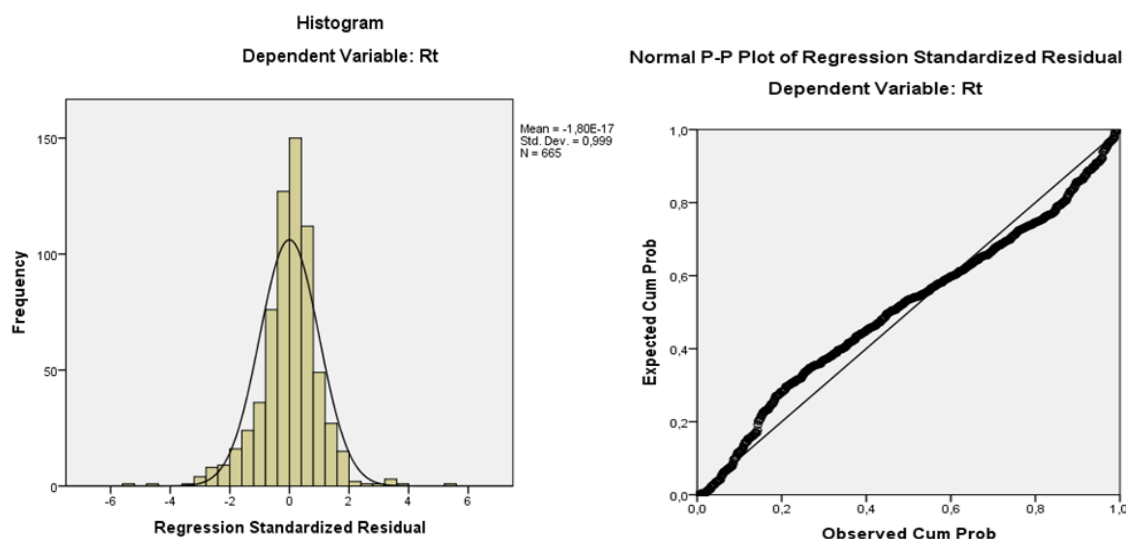 Histogram
Dependent Variable: Rt
Mean = -1,80E-17
Std. Dev. = 0,999
N = 665
150
100
50
0
Frequency
-6 -4 -2 0 2 4 6
Regression Standardized Residual
Normal P-P Plot of Regression Standardized Residual
Dependent Variable: Rt
1,0
0,8
0,6
0,4
0,2
0,0
Expected Cum Prob
0,0 0,2 0,4 0,6 0,8 1,0
Observed Cum Prob